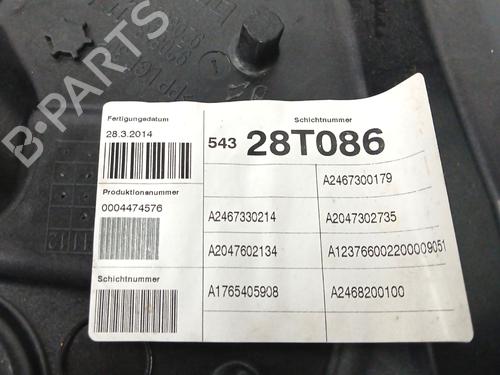 B-PARTS
Fertigungsdatum
28.3.2014
Schichtnummer
543 28T086
Produktionsnummer
0004474576
Schichtnummer
A2467300179
A2467330214 A2047302735
A2047602134 A123766002200009051
A1765405908 A2468200100